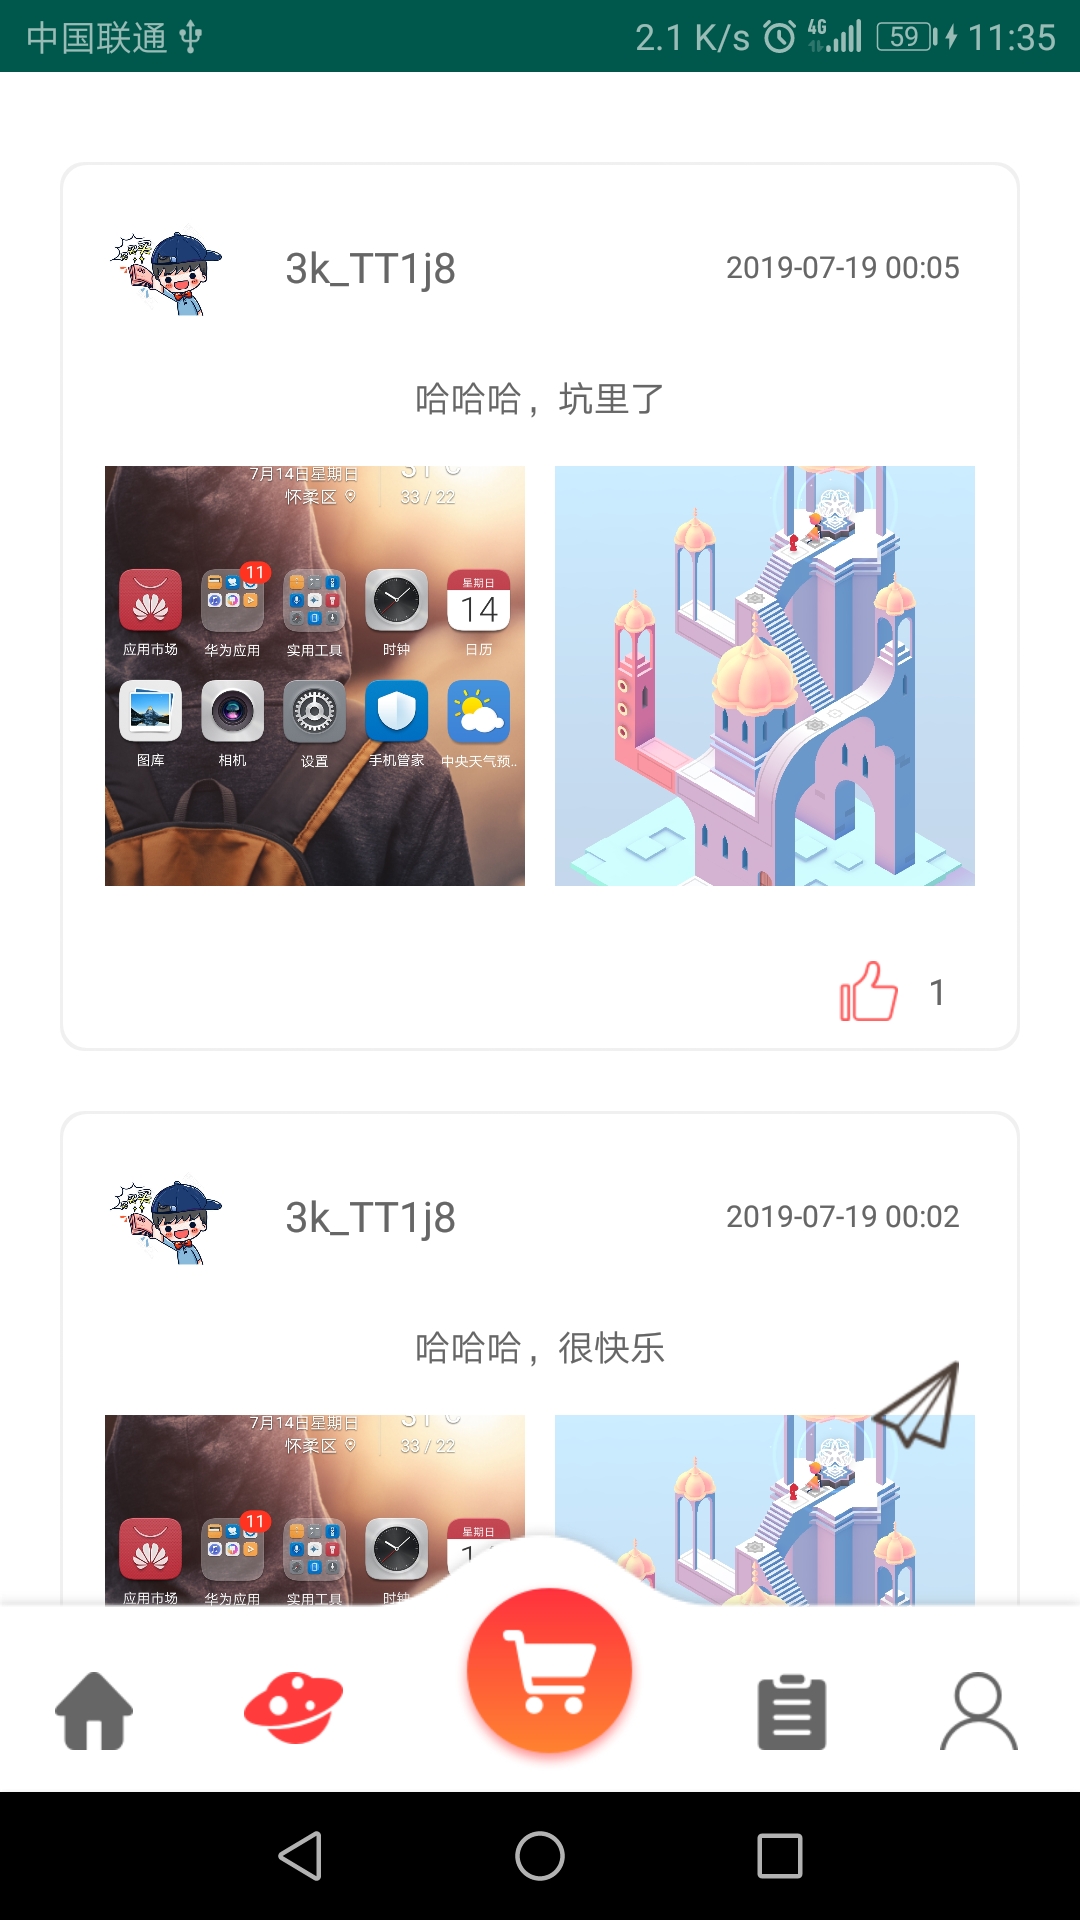 中国联通 2.1 K/s 4G 59 11:35
3k_TT1j8 2019-07-19 00:05
哈哈哈，坑里了
7月14日星期日
怀柔区 33 / 22
11 星期日
14
应用市场 华为应用 实用工具 时钟 日历
图库 相机 设置 手机管家 中央天气预..
1
3k_TT1j8 2019-07-19 00:02
哈哈哈，很快乐
7月14日星期日
怀柔区 33 / 22
11 星期日
应用市场 华为应用 实用工具 时钟